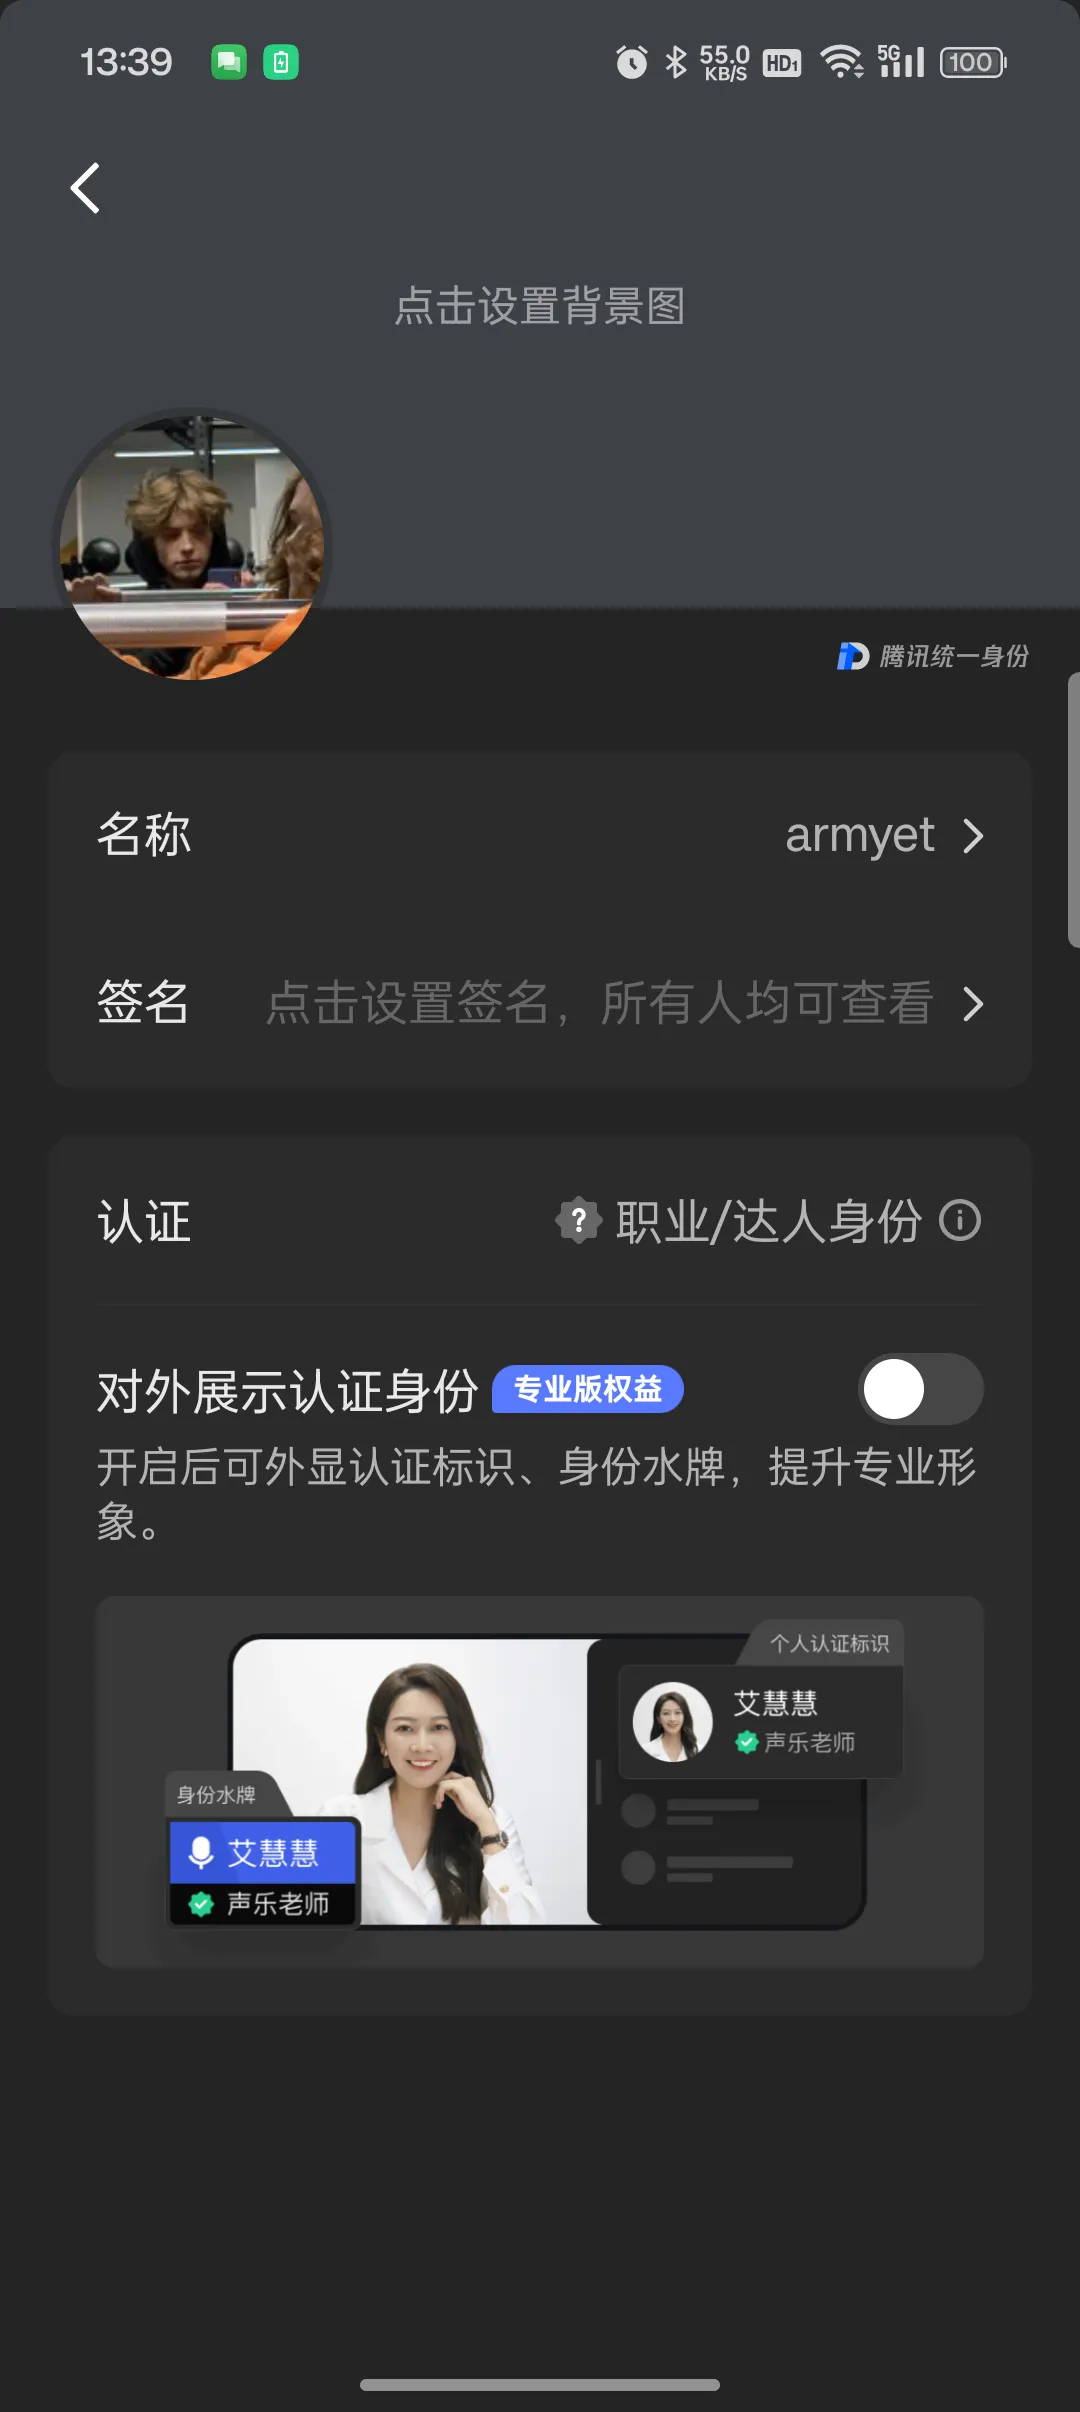 13:39
55.0
KB/S
HD1
5G
100
点击设置背景图
腾讯统一身份
名称
armyet
签名
点击设置签名，所有人均可查看
认证
职业/达人身份
对外展示认证身份
专业版权益
开启后可外显认证标识、身份水牌，提升专业形
象。
个人认证标识
艾慧慧
声乐老师
身份水牌
艾慧慧
声乐老师